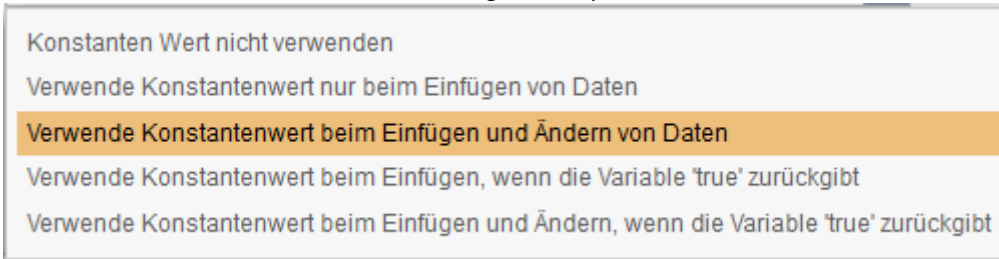 Konstanten Wert nicht verwenden
Verwende Konstantenwert nur beim Einfügen von Daten
Verwende Konstantenwert beim Einfügen und Ändern von Daten
Verwende Konstantenwert beim Einfügen, wenn die Variable 'true' zurückgibt
Verwende Konstantenwert beim Einfügen und Ändern, wenn die Variable 'true' zurückgibt